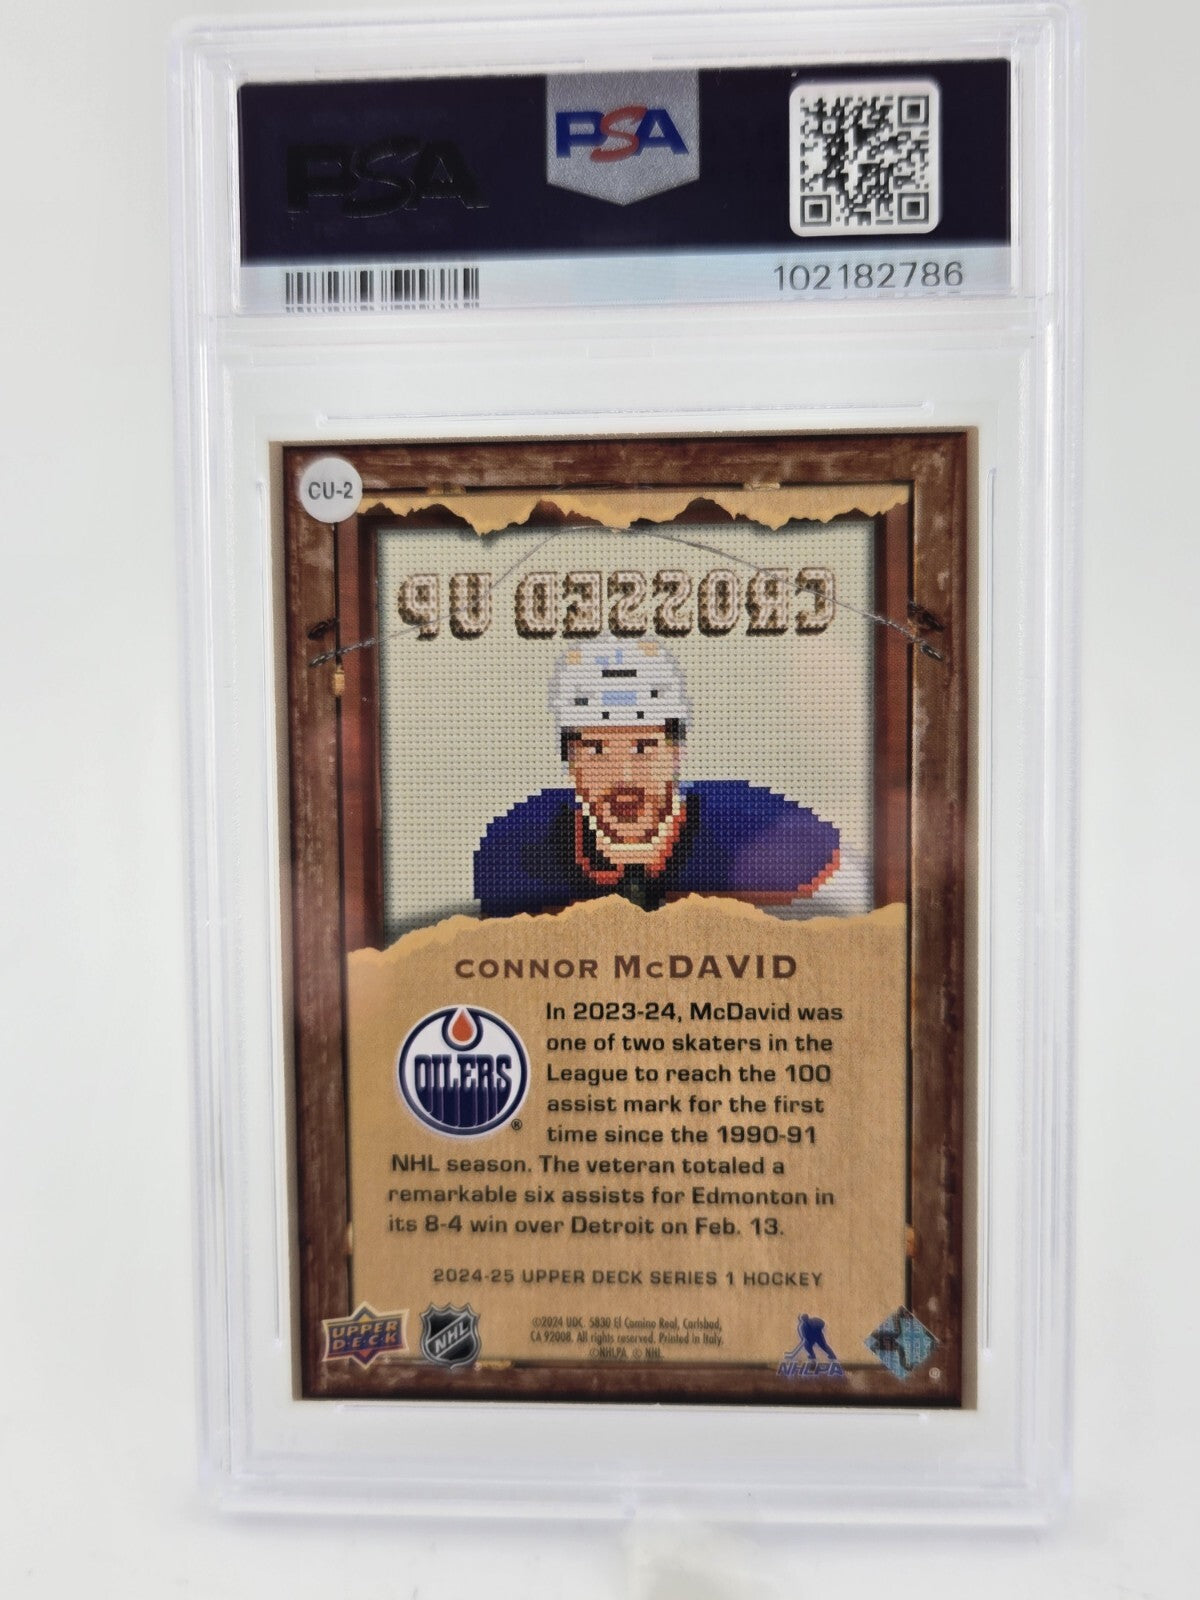 PSA
PSA
102182786
CU-2
CROSSED UP
CONNOR McDAVID
OILERS
®
In 2023-24, McDavid was
one of two skaters in the
League to reach the 100
assist mark for the first
time since the 1990-91
NHL season. The veteran totaled a
remarkable six assists for Edmonton in
its 8-4 win over Detroit on Feb. 13.
2024-25 UPPER DECK SERIES 1 HOCKEY
UPPER
DECK
NHL
©2024 UDC. 5830 El Camino Real, Carlsbad,
CA 92008. All rights reserved. Printed in Italy.
©NHLPA © NHL.
NHLPA
®